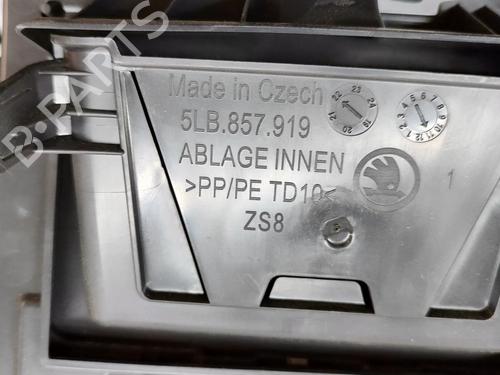 B-PARTS
Made in Czech
5LB.857.919
ABLAGE INNEN
>PP/PE TD10<
ZS8
1